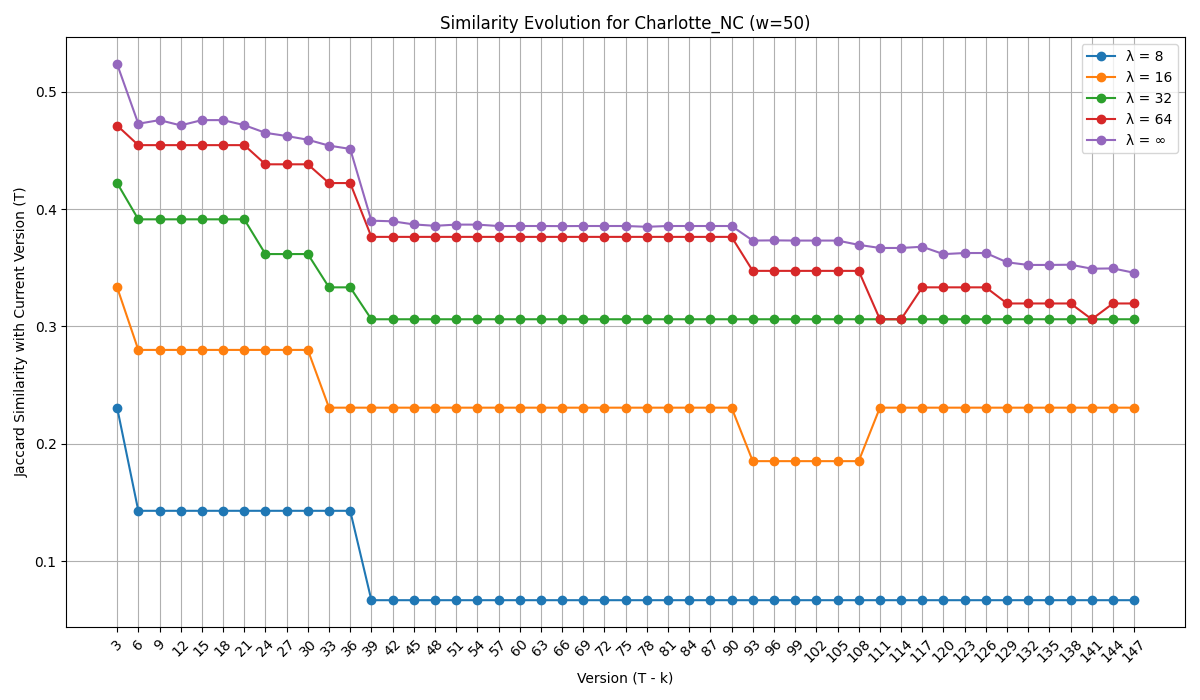 Similarity Evolution for Charlotte_NC (w=50)
λ = 8
λ = 16
λ = 32
λ = 64
λ = ∞
Jaccard Similarity with Current Version (T)
0.5
0.4
0.3
0.2
0.1
3 6 9 12 15 18 21 24 27 30 33 36 39 42 45 48 51 54 57 60 63 66 69 72 75 78 81 84 87 90 93 96 99 102 105 108 111 114 117 120 123 126 129 132 135 138 141 144 147
Version (T - k)